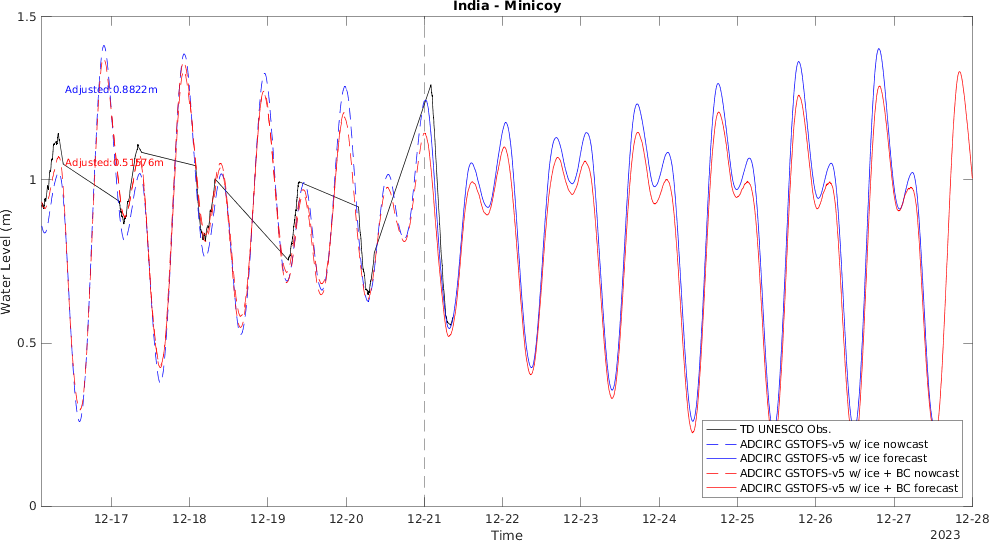 India - Minicoy
1.5
1
0.5
0
Water Level (m)
Adjusted:0.8822m
Adjusted:0.51576m
TD UNESCO Obs.
ADCIRC GSTOFS-v5 w/ ice nowcast
ADCIRC GSTOFS-v5 w/ ice forecast
ADCIRC GSTOFS-v5 w/ ice + BC nowcast
ADCIRC GSTOFS-v5 w/ ice + BC forecast
12-17 12-18 12-19 12-20 12-21 12-22 12-23 12-24 12-25 12-26 12-27 12-28
Time
2023